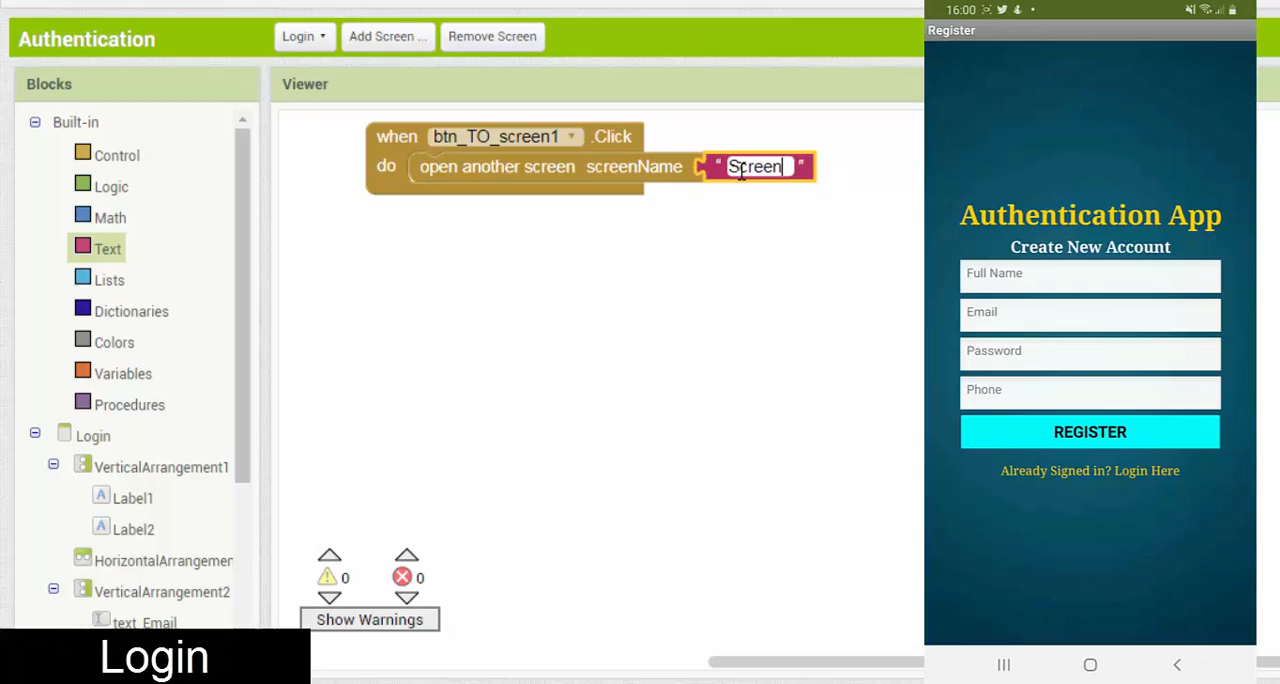 Authentication
Login ▾
Add Screen ...
Remove Screen
Blocks
Viewer
Built-in
Control
Logic
Math
Text
Lists
Dictionaries
Colors
Variables
Procedures
Login
VerticalArrangement1
Label1
Label2
HorizontalArrangemen
VerticalArrangement2
text_Email
when btn_TO_screen1 .Click
do open another screen screenName “ Screen ”
0 0
Show Warnings
Login
16:00
Register
Authentication App
Create New Account
Full Name
Email
Password
Phone
REGISTER
Already Signed in? Login Here